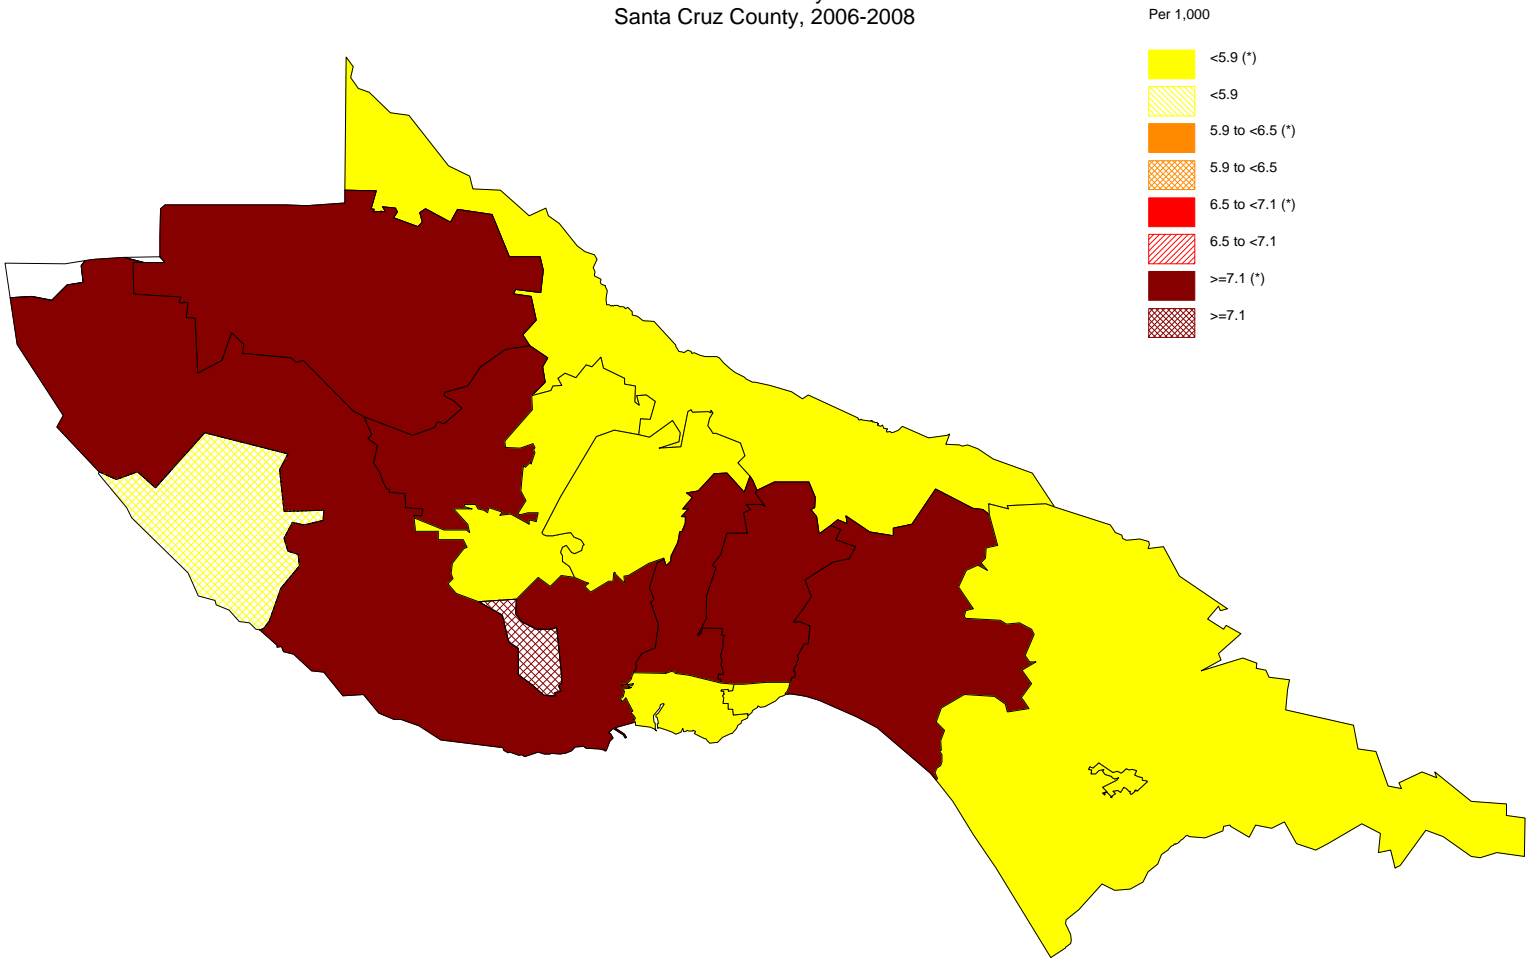 Santa Cruz County, 2006-2008
Per 1,000
<5.9 (*)
<5.9
5.9 to <6.5 (*)
5.9 to <6.5
6.5 to <7.1 (*)
6.5 to <7.1
>=7.1 (*)
>=7.1